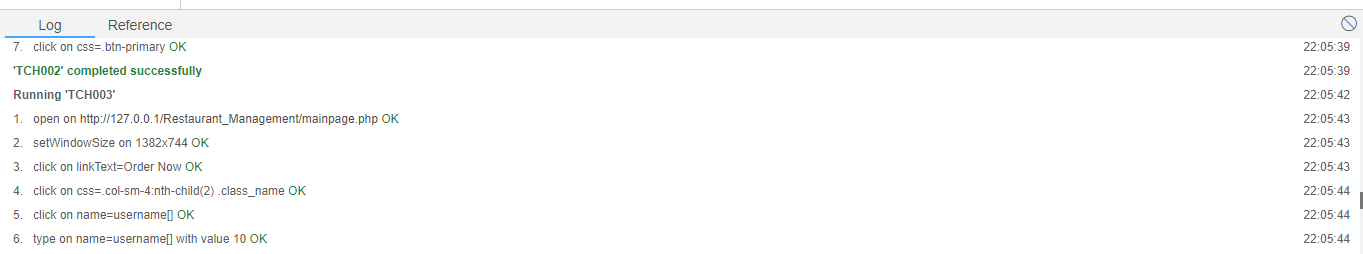 Log Reference
7. click on css=.btn-primary OK 22:05:39
'TCH002' completed successfully 22:05:39
Running 'TCH003' 22:05:42
1. open on http://127.0.0.1/Restaurant_Management/mainpage.php OK 22:05:43
2. setWindowSize on 1382x744 OK 22:05:43
3. click on linkText=Order Now OK 22:05:43
4. click on css=.col-sm-4:nth-child(2) .class_name OK 22:05:44
5. click on name=username[] OK 22:05:44
6. type on name=username[] with value 10 OK 22:05:44